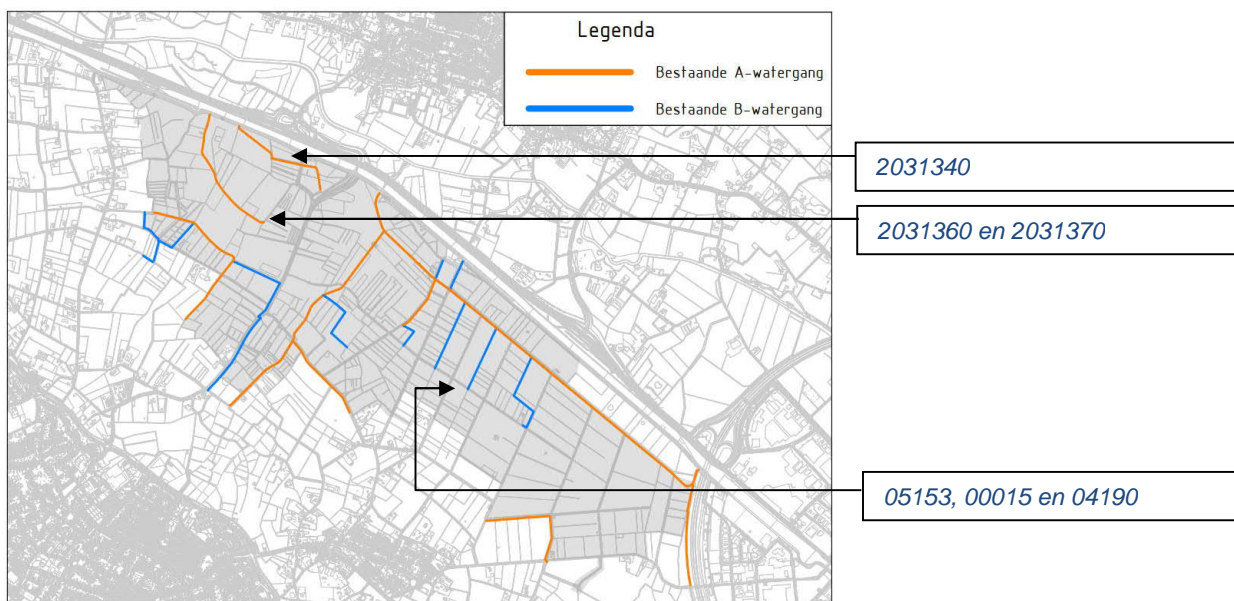 Legenda
Bestaande A-watergang
Bestaande B-watergang
2031340
2031360 en 2031370
05153, 00015 en 04190